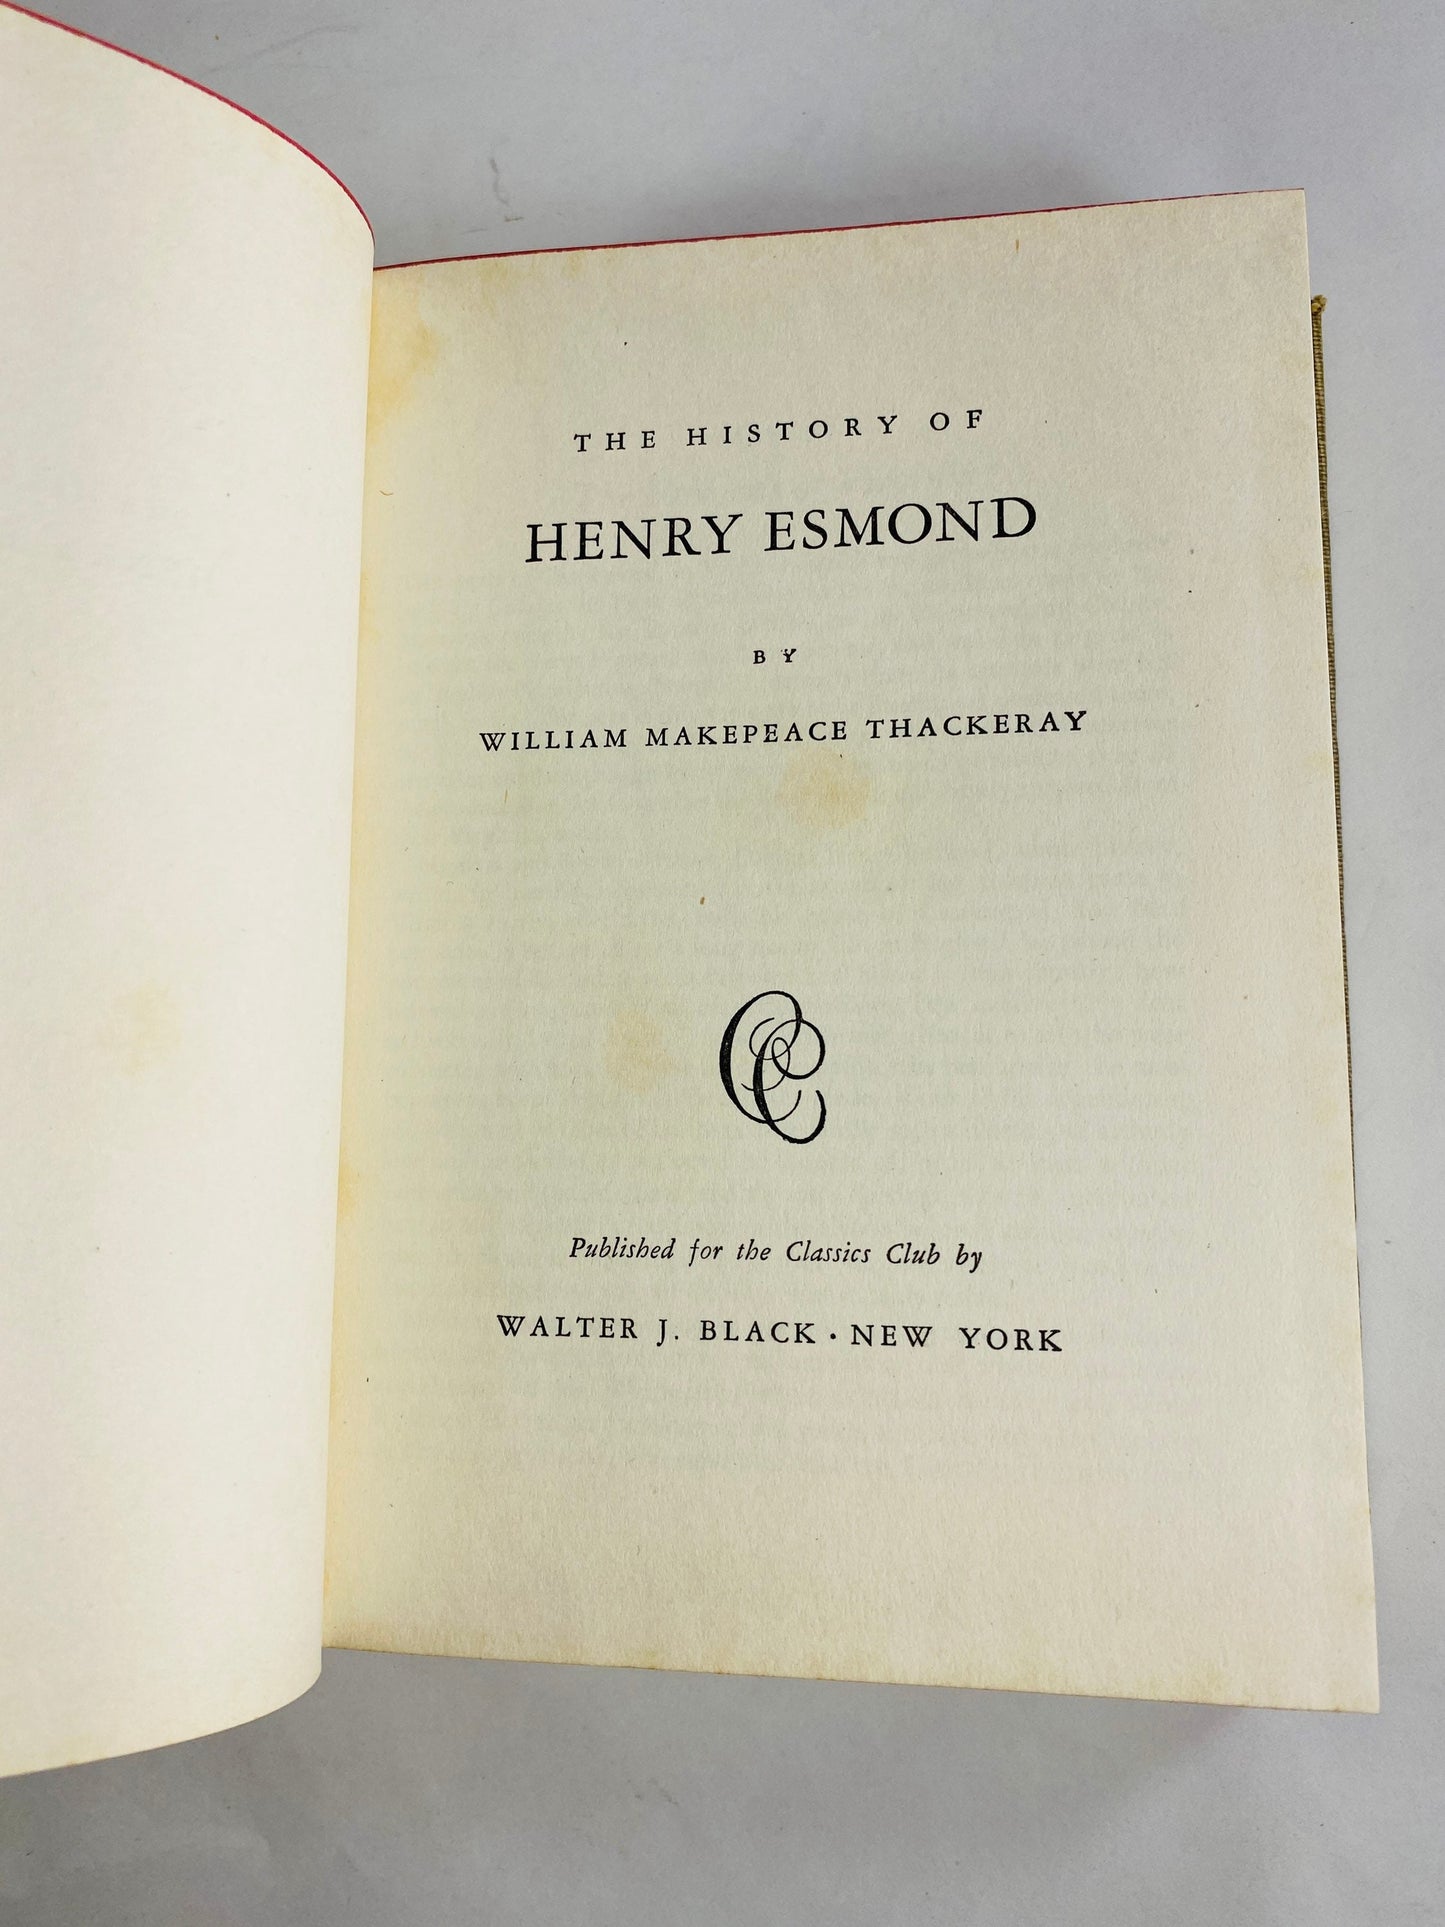 THE HISTORY OF
HENRY ESMOND
BY
WILLIAM MAKEPEACE THACKERAY
CC
Published for the Classics Club by
WALTER J. BLACK · NEW YORK